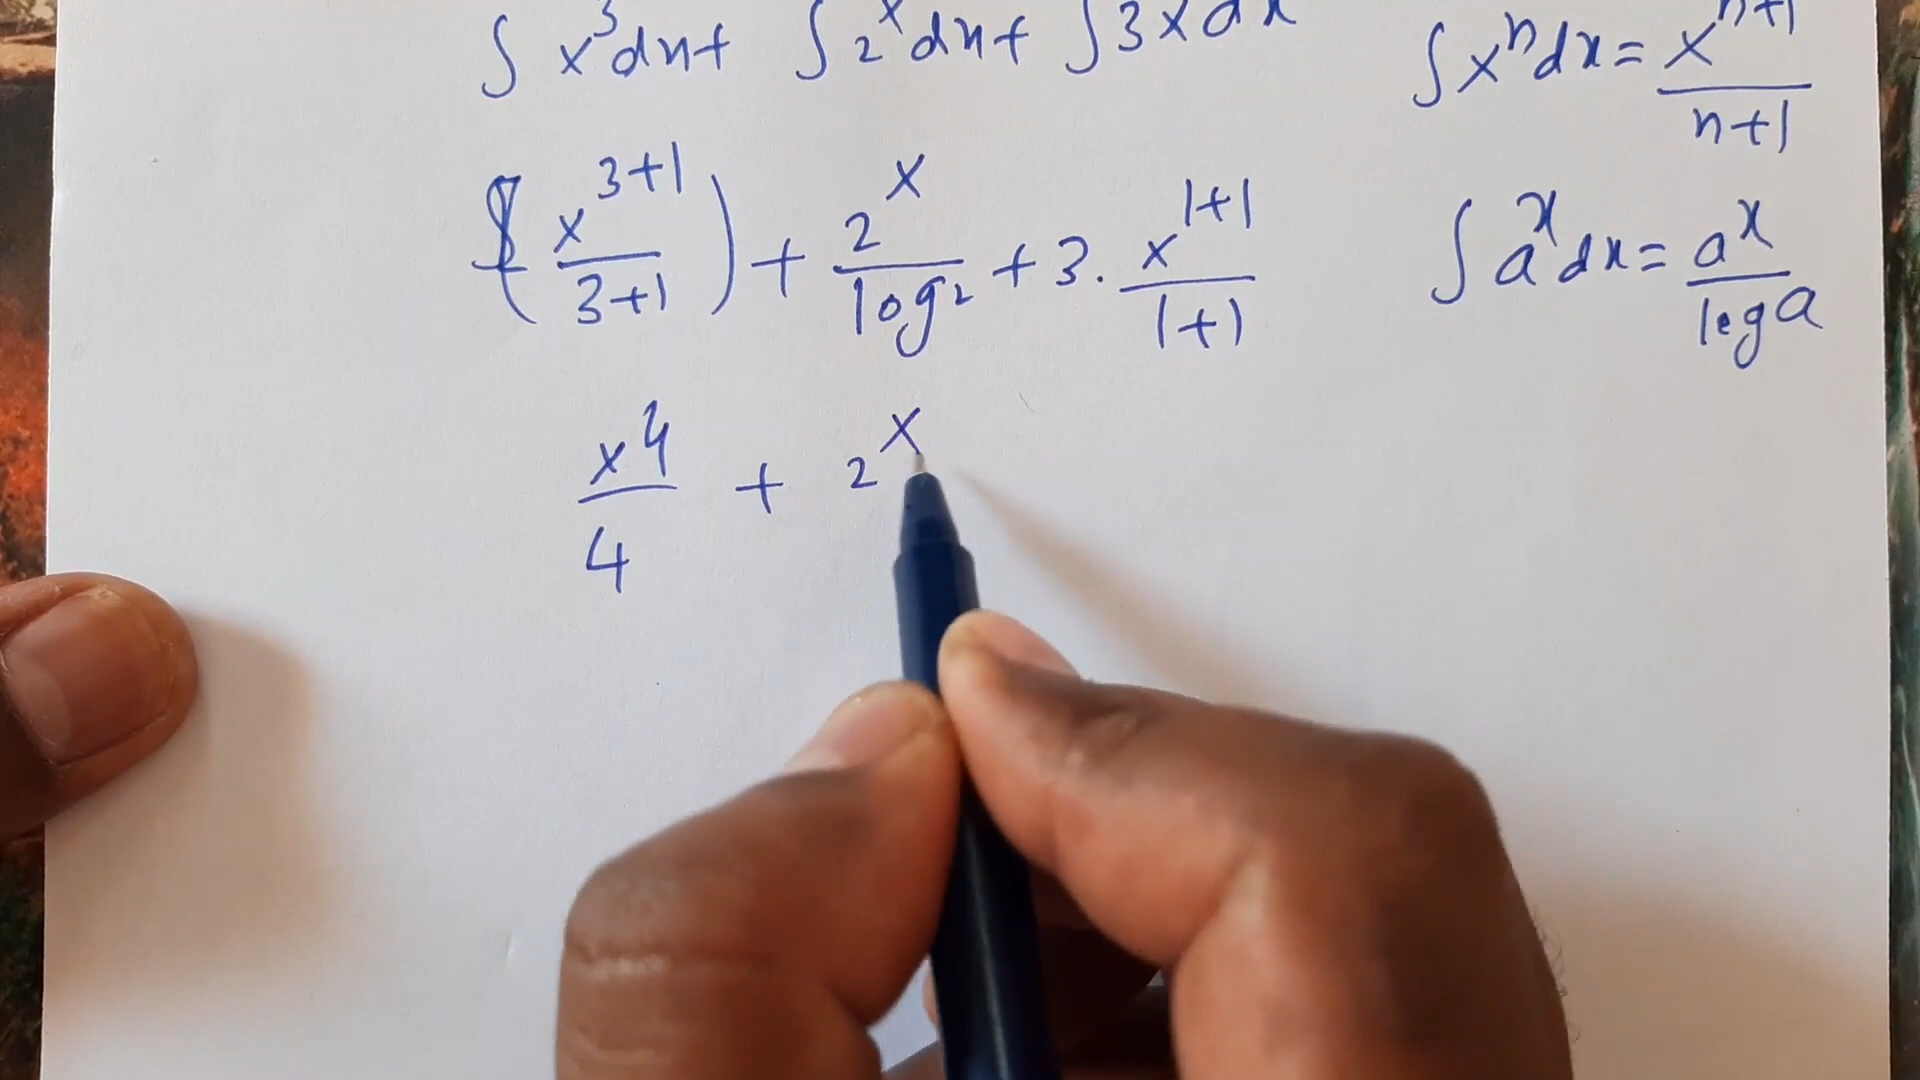 ∫ x³dx + ∫ 2ˣdx + ∫ 3x dx
∫ xⁿdx = xⁿ⁺¹/n+1
(x³⁺¹/3+1) + 2ˣ/log2 + 3. x¹⁺¹/1+1
∫ aˣdx = aˣ/log a
x⁴/4 + 2ˣ